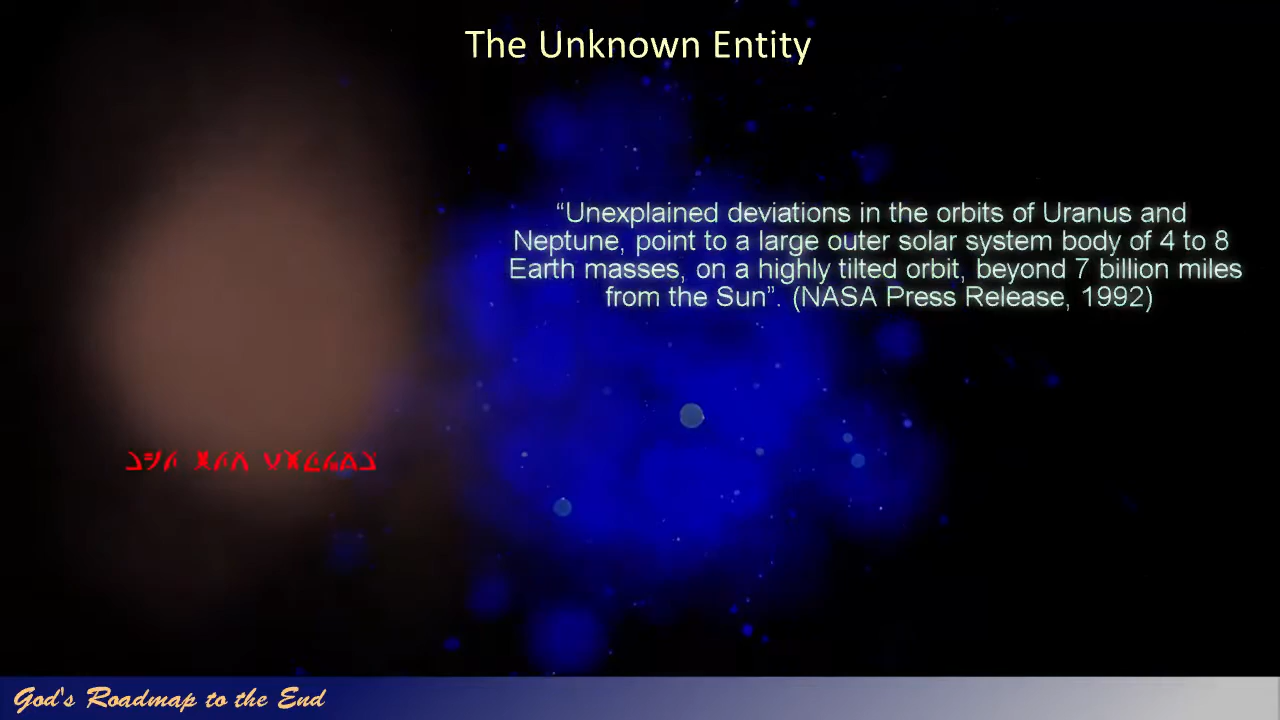 The Unknown Entity
“Unexplained deviations in the orbits of Uranus and
Neptune, point to a large outer solar system body of 4 to 8
Earth masses, on a highly tilted orbit, beyond 7 billion miles
from the Sun”. (NASA Press Release, 1992)
God's Roadmap to the End